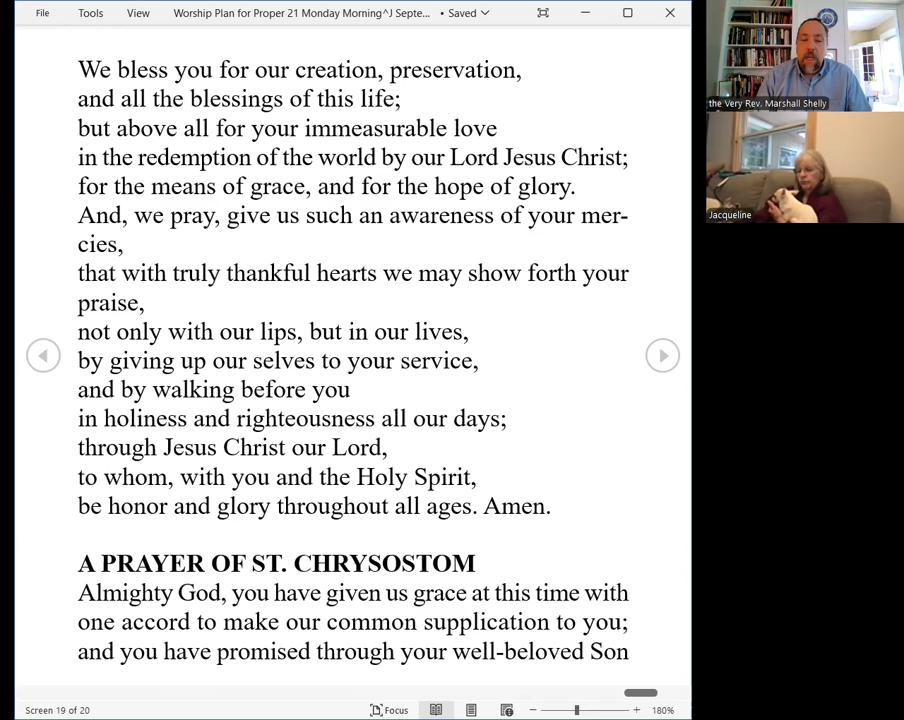 File Tools View Worship Plan for Proper 21 Monday Morning^J Septe... • Saved
We bless you for our creation, preservation,
and all the blessings of this life;
but above all for your immeasurable love
in the redemption of the world by our Lord Jesus Christ;
for the means of grace, and for the hope of glory.
And, we pray, give us such an awareness of your mer-
cies,
that with truly thankful hearts we may show forth your
praise,
not only with our lips, but in our lives,
by giving up our selves to your service,
and by walking before you
in holiness and righteousness all our days;
through Jesus Christ our Lord,
to whom, with you and the Holy Spirit,
be honor and glory throughout all ages. Amen.
A PRAYER OF ST. CHRYSOSTOM
Almighty God, you have given us grace at this time with
one accord to make our common supplication to you;
and you have promised through your well-beloved Son
Screen 19 of 20 Focus 180%
the Very Rev. Marshall Shelly
Jacqueline